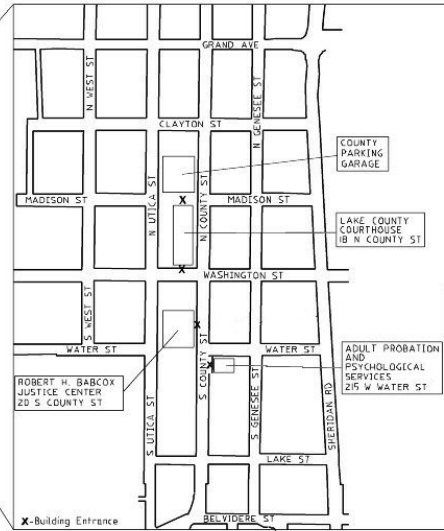 GRAND AVE
N WEST ST
N GENESEE ST
CLAYTON ST
COUNTY
PARKING
GARAGE
N UTICA ST
N COUNTY ST
MADISON ST
MADISON ST
LAKE COUNTY
COURTHOUSE
18 N COUNTY ST
WASHINGTON ST
S WEST ST
WATER ST
WATER ST
ADULT PROBATION
AND
PSYCHOLOGICAL
SERVICES
215 W WATER ST
ROBERT H. BABCOX
JUSTICE CENTER
20 S COUNTY ST
S UTICA ST
S COUNTY ST
S GENESEE ST
SHERIDAN RD
LAKE ST
X-Building Entrance
BELVIDERE ST
X
X
X
X